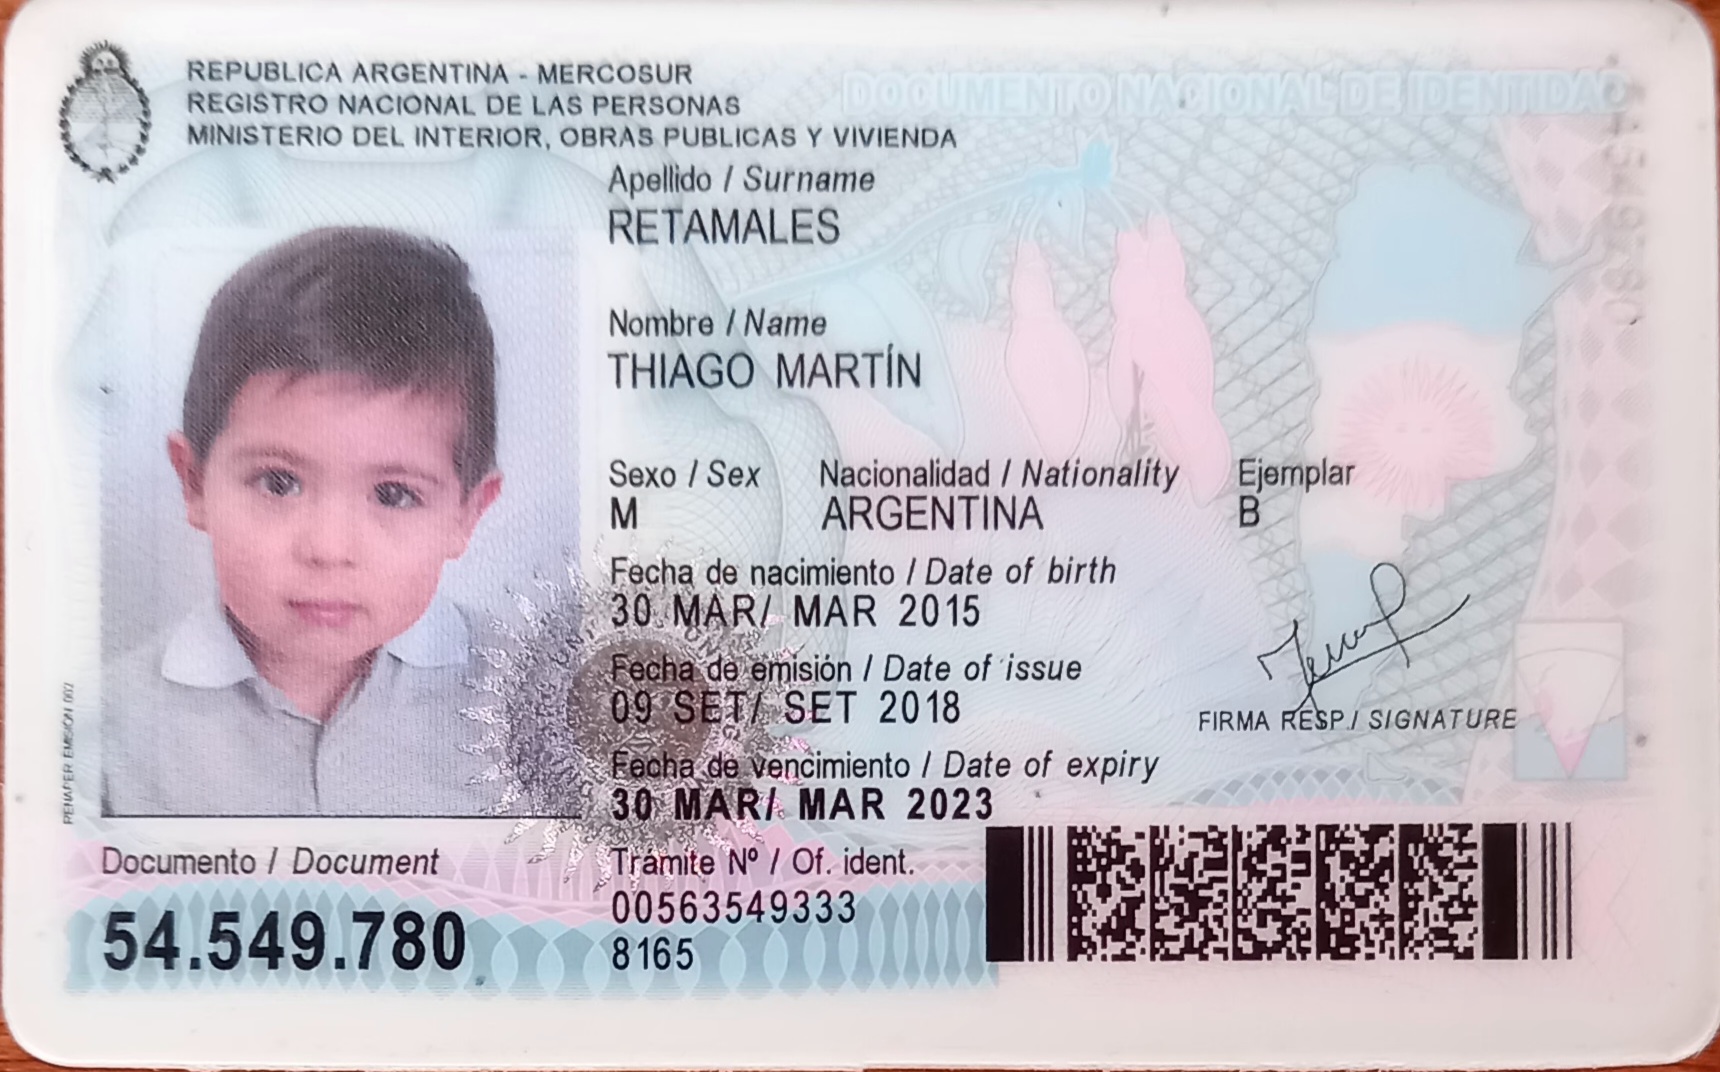 REPUBLICA ARGENTINA - MERCOSUR
REGISTRO NACIONAL DE LAS PERSONAS
MINISTERIO DEL INTERIOR, OBRAS PUBLICAS Y VIVIENDA
DOCUMENTO NACIONAL DE IDENTIDAD
Apellido / Surname
RETAMALES
Nombre / Name
THIAGO MARTÍN
Sexo / Sex Nacionalidad / Nationality Ejemplar
M ARGENTINA B
Fecha de nacimiento / Date of birth
30 MAR/ MAR 2015
Fecha de emisión / Date of issue
09 SET/ SET 2018
FIRMA RESP./ SIGNATURE
Fecha de vencimiento / Date of expiry
30 MAR/ MAR 2023
Documento / Document
54.549.780
Trámite Nº / Of. ident.
00563549333
8165